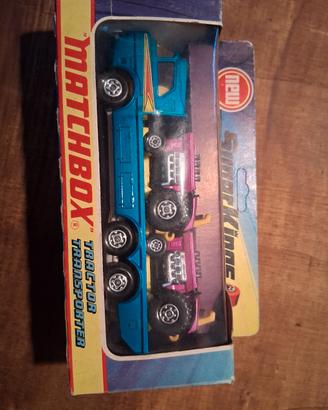 new
SuperKings
MATCHBOX ®
TRACTOR
TRANSPORTER